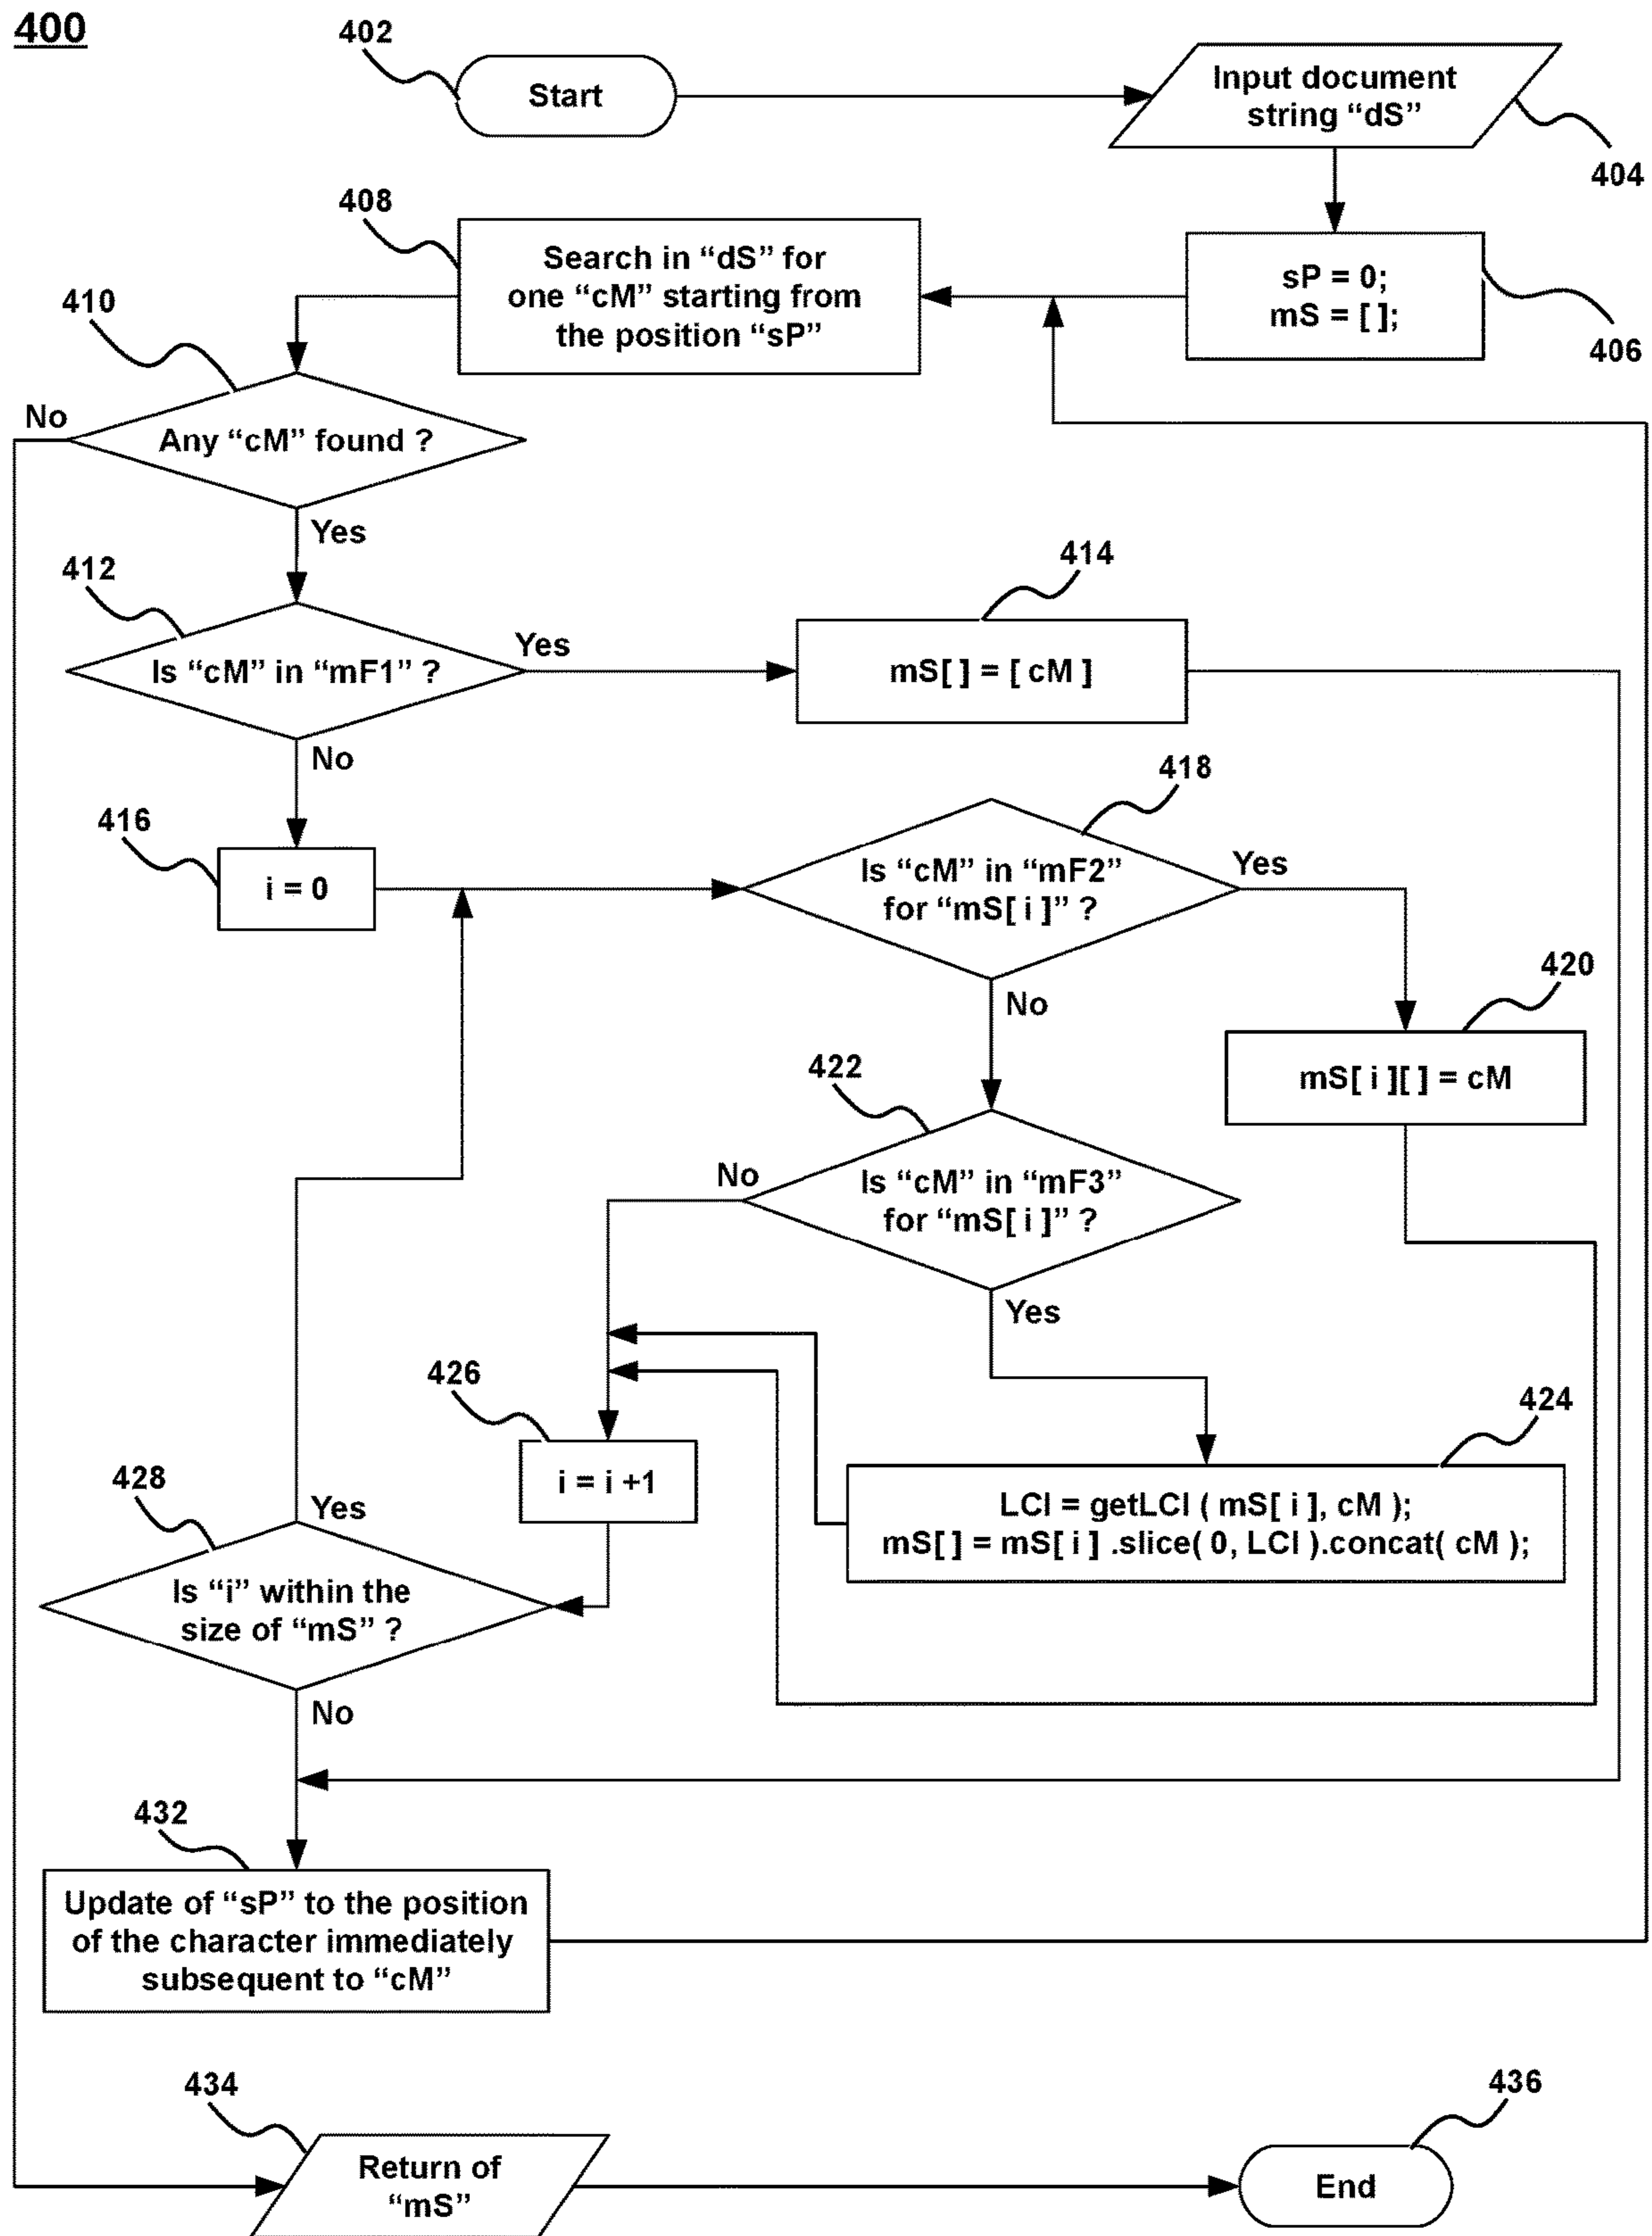 400
402
Start
Input document
string “dS”
404
408
Search in “dS” for
one “cM” starting from
the position “sP”
sP = 0;
mS = [ ];
406
410
No
Any “cM” found ?
Yes
412
Is “cM” in “mF1” ?
Yes
414
mS[ ] = [ cM ]
No
416
i = 0
418
Is “cM” in “mF2”
for “mS[ i ]” ?
Yes
No
420
mS[ i ][ ] = cM
422
No
Is “cM” in “mF3”
for “mS[ i ]” ?
Yes
426
i = i +1
424
LCI = getLCI ( mS[ i ], cM );
mS[ ] = mS[ i ] .slice( 0, LCI ).concat( cM );
428
Yes
Is “i” within the
size of “mS” ?
No
432
Update of “sP” to the position
of the character immediately
subsequent to “cM”
434
Return of
“mS”
436
End